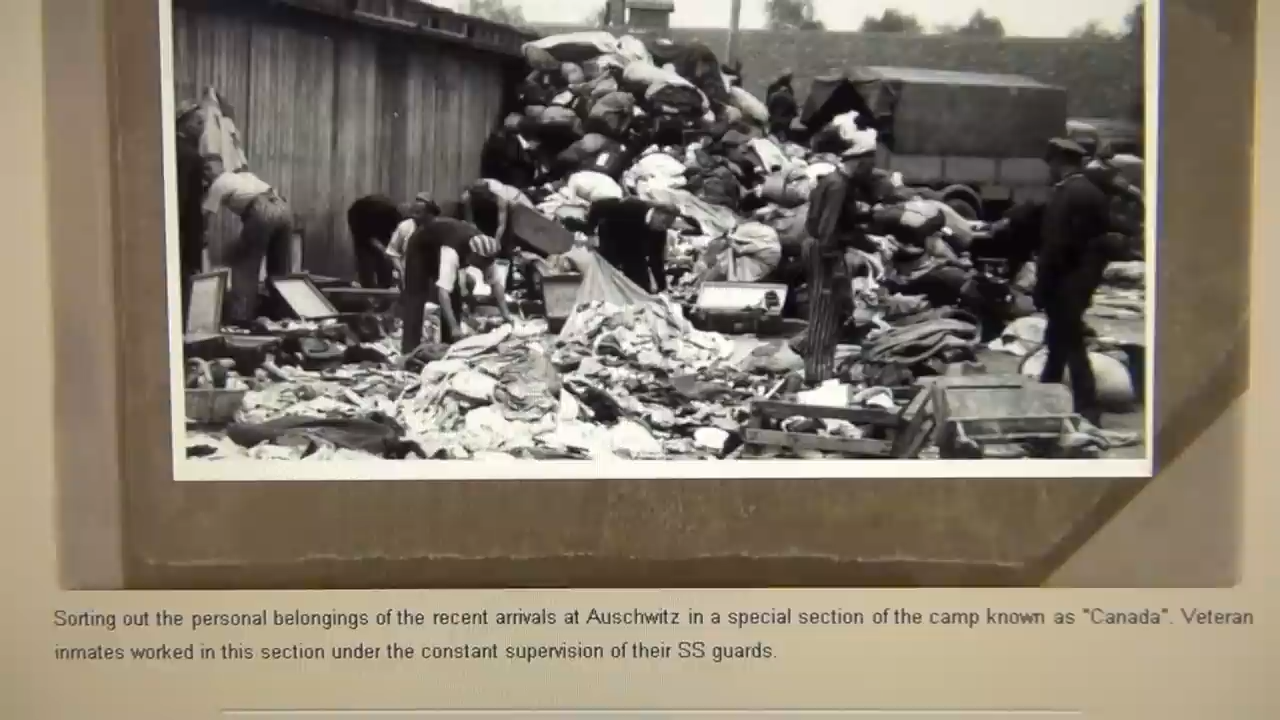 Sorting out the personal belongings of the recent arrivals at Auschwitz in a special section of the camp known as "Canada". Veteran
inmates worked in this section under the constant supervision of their SS guards.